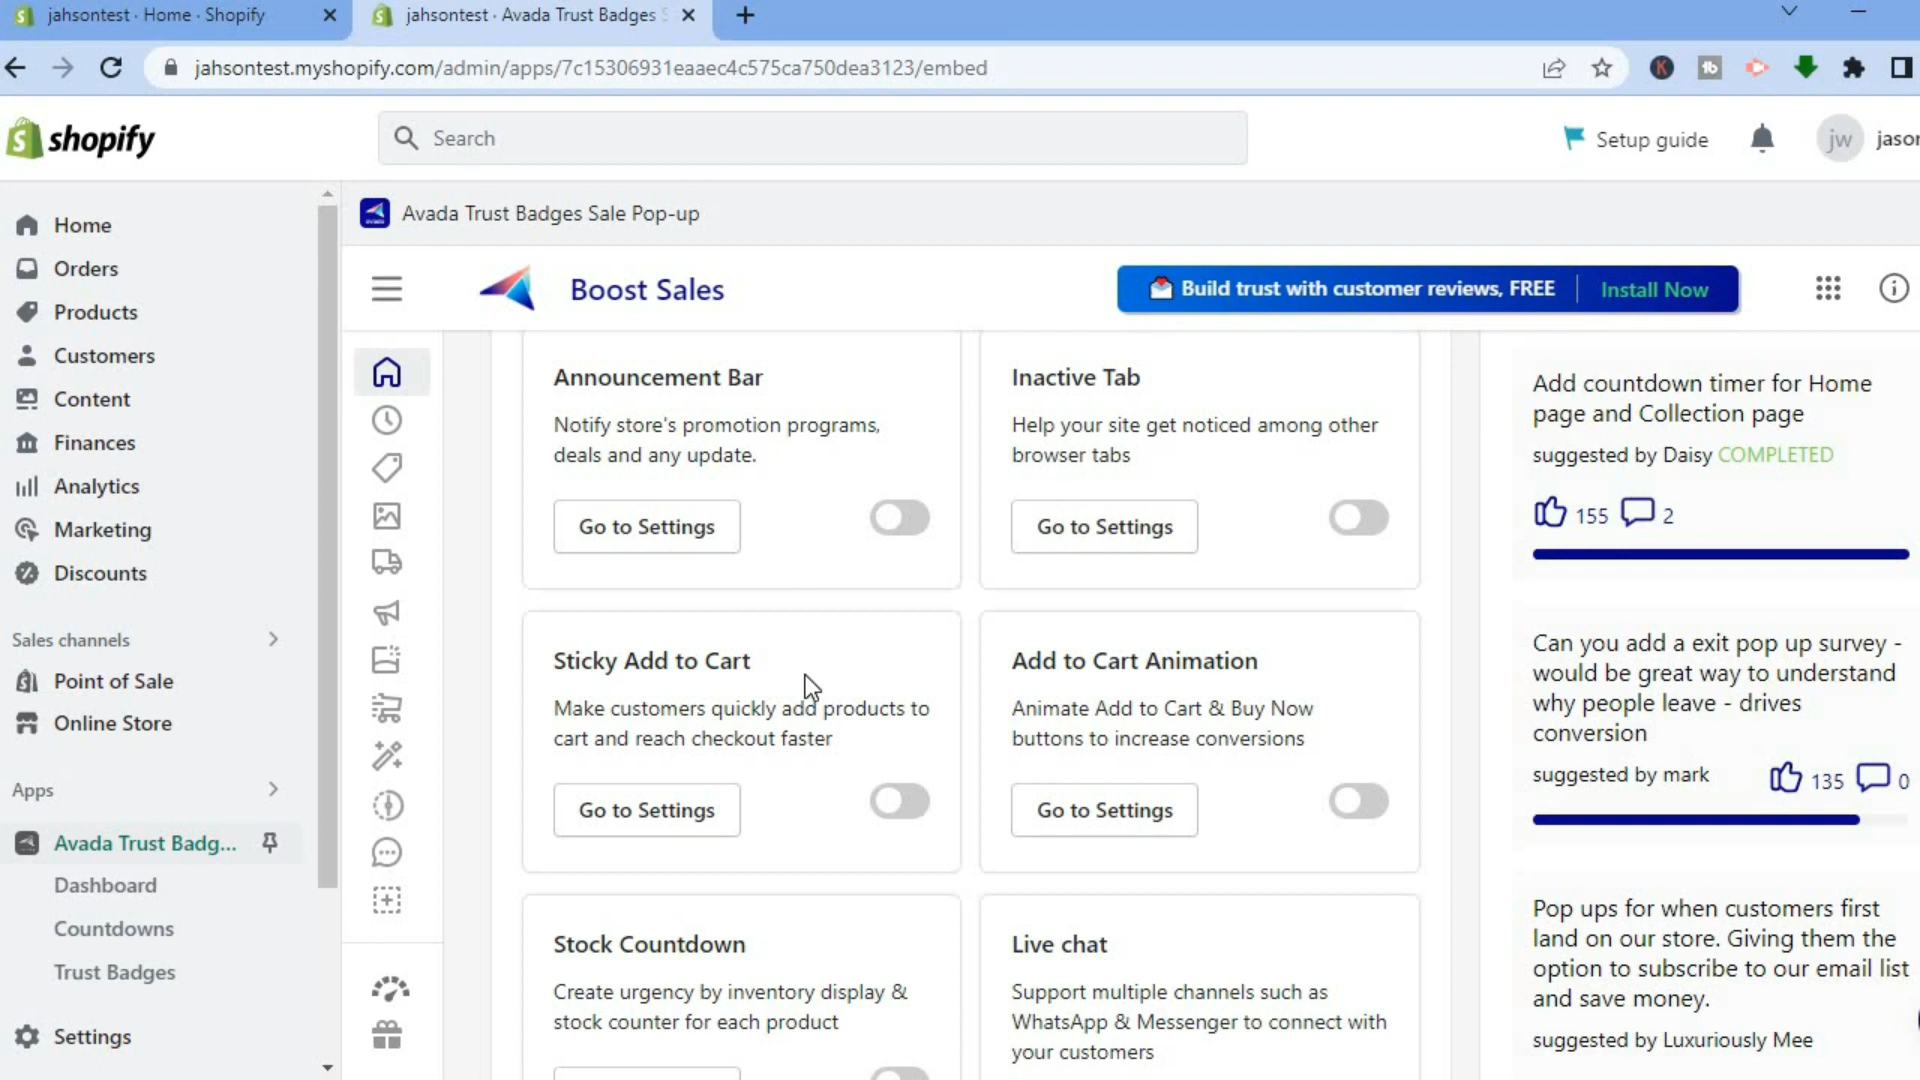 jahsontest · Home · Shopify
jahsontest · Avada Trust Badges S
jahsontest.myshopify.com/admin/apps/7c15306931eaaec4c575ca750dea3123/embed
shopify
Search
Setup guide
jw
jason
Home
Orders
Products
Customers
Content
Finances
Analytics
Marketing
Discounts
Sales channels
Point of Sale
Online Store
Apps
Avada Trust Badg...
Dashboard
Countdowns
Trust Badges
Settings
Avada Trust Badges Sale Pop-up
Boost Sales
Build trust with customer reviews, FREE
Install Now
Announcement Bar
Notify store's promotion programs,
deals and any update.
Go to Settings
Inactive Tab
Help your site get noticed among other
browser tabs
Go to Settings
Sticky Add to Cart
Make customers quickly add products to
cart and reach checkout faster
Go to Settings
Add to Cart Animation
Animate Add to Cart & Buy Now
buttons to increase conversions
Go to Settings
Stock Countdown
Create urgency by inventory display &
stock counter for each product
Live chat
Support multiple channels such as
WhatsApp & Messenger to connect with
your customers
Add countdown timer for Home
page and Collection page
suggested by Daisy COMPLETED
155 2
Can you add a exit pop up survey -
would be great way to understand
why people leave - drives
conversion
suggested by mark 135 0
Pop ups for when customers first
land on our store. Giving them the
option to subscribe to our email list
and save money.
suggested by Luxuriously Mee